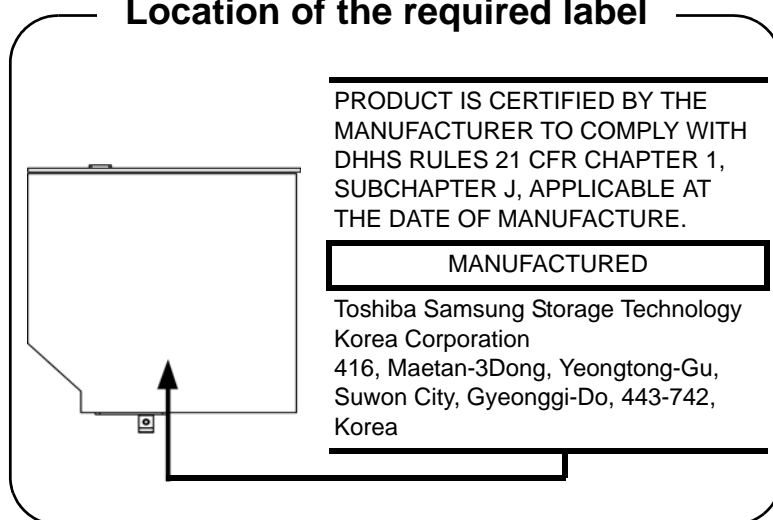 Location of the required label
PRODUCT IS CERTIFIED BY THE
MANUFACTURER TO COMPLY WITH
DHHS RULES 21 CFR CHAPTER 1,
SUBCHAPTER J, APPLICABLE AT
THE DATE OF MANUFACTURE.
MANUFACTURED
Toshiba Samsung Storage Technology
Korea Corporation
416, Maetan-3Dong, Yeongtong-Gu,
Suwon City, Gyeonggi-Do, 443-742,
Korea